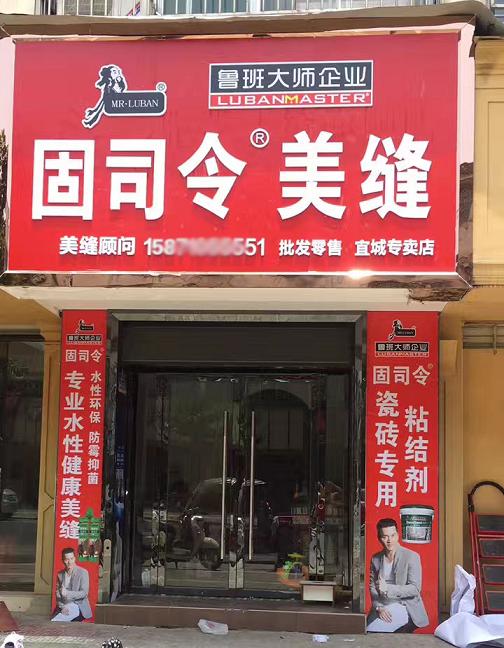 MR·LUBAN
鲁班大师企业
LUBANMASTER®
固司令®美缝
美缝顾问 批发零售 宜城专卖店
鲁班大师企业
LUBANMASTER
固司令®
水性环保 防霉抑菌
专业水性健康美缝
鲁班大师企业
LUBANMASTER
固司令®
瓷砖专用
粘结剂